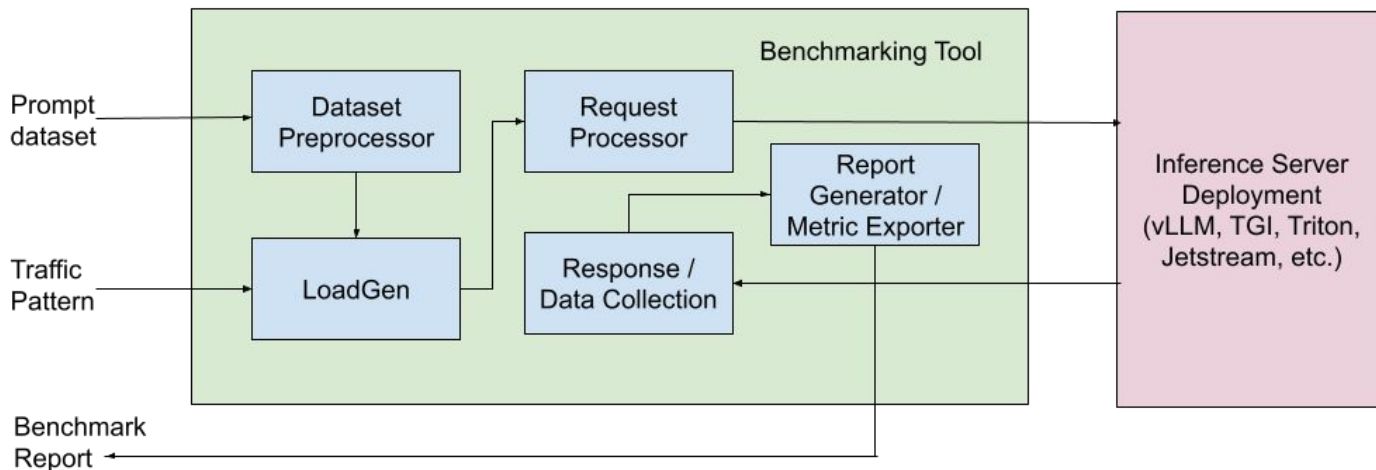 Benchmarking Tool
Prompt
dataset
Dataset
Preprocessor
Request
Processor
Report
Generator /
Metric Exporter
Inference Server
Deployment
(vLLM, TGI, Triton,
Jetstream, etc.)
Traffic
Pattern
LoadGen
Response /
Data Collection
Benchmark
Report